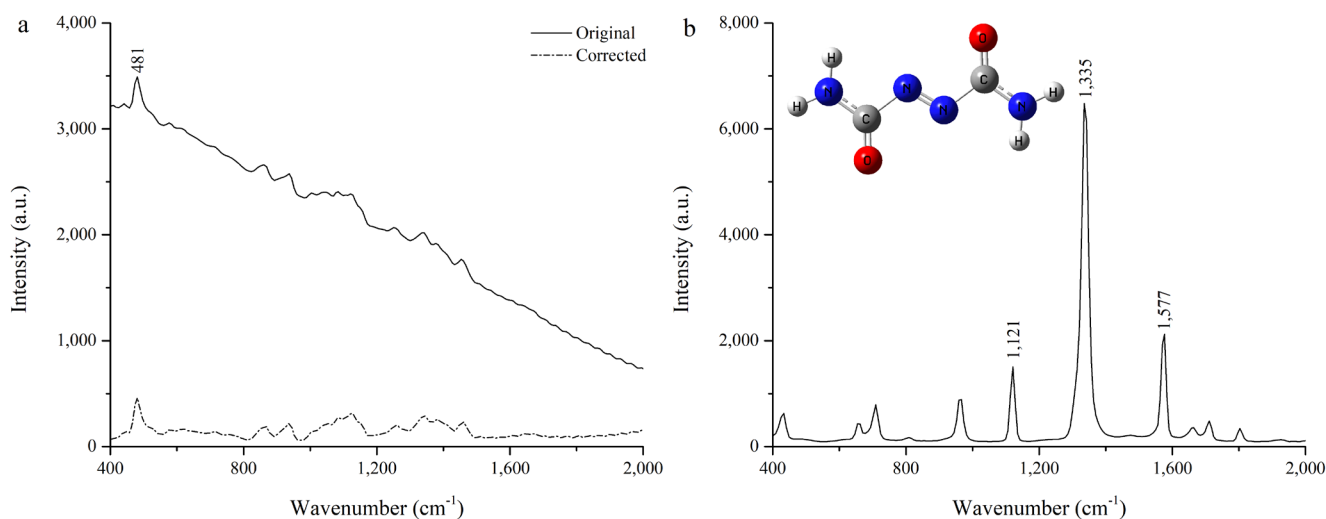 a
4,000
3,000
2,000
1,000
0
Intensity (a.u.)
481
Original
Corrected
400
800
1,200
1,600
2,000
Wavenumber (cm⁻¹)
b
8,000
6,000
4,000
2,000
0
Intensity (a.u.)
O
H
H
N
C
N
N
C
N
H
H
O
1,121
1,335
1,577
400
800
1,200
1,600
2,000
Wavenumber (cm⁻¹)